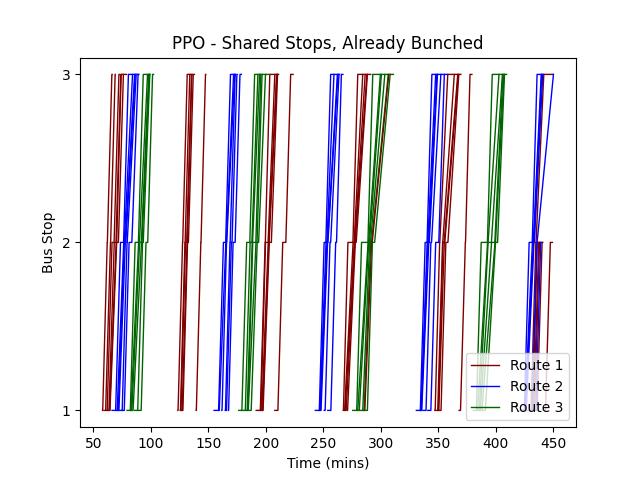 PPO - Shared Stops, Already Bunched
Bus Stop
3
2
1
50 100 150 200 250 300 350 400 450
Time (mins)
Route 1
Route 2
Route 3